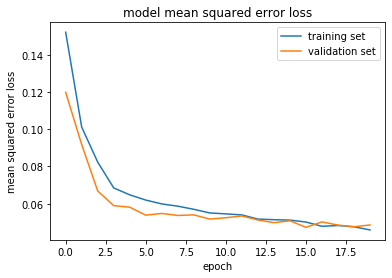 model mean squared error loss
training set
validation set
mean squared error loss
0.14
0.12
0.10
0.08
0.06
0.0 2.5 5.0 7.5 10.0 12.5 15.0 17.5
epoch